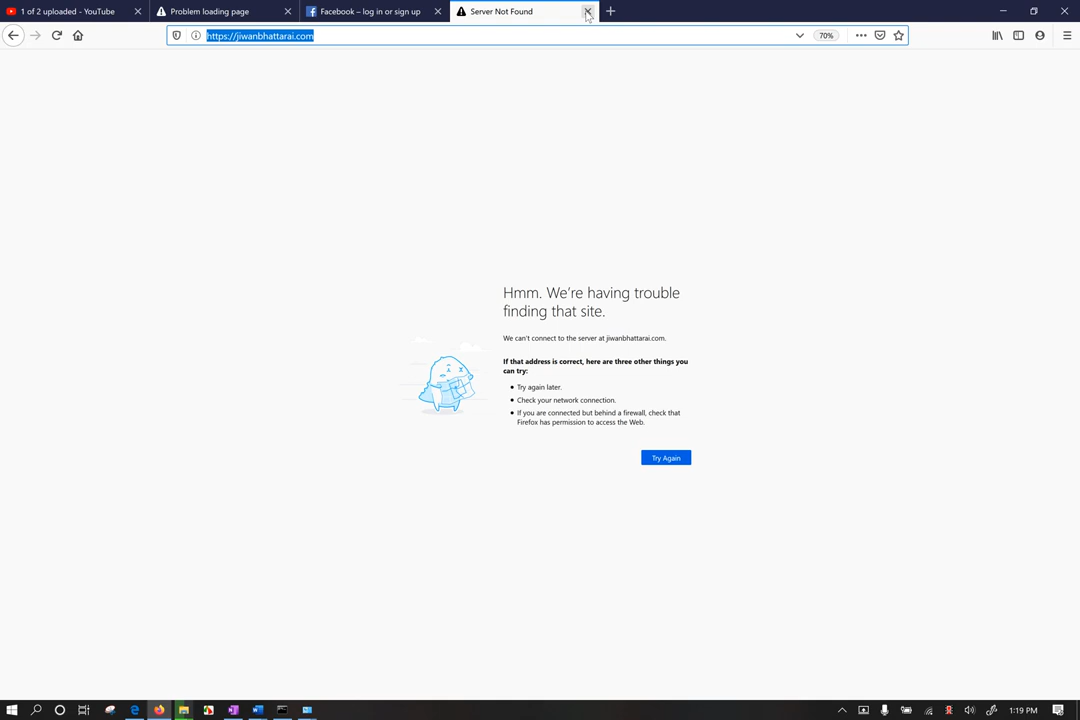 1 of 2 uploaded - YouTube
Problem loading page
Facebook – log in or sign up
Server Not Found
https://jiwanbhattarai.com
70%
Hmm. We're having trouble
finding that site.
We can't connect to the server at jiwanbhattarai.com.
If that address is correct, here are three other things you
can try:
Try again later.
Check your network connection.
If you are connected but behind a firewall, check that
Firefox has permission to access the Web.
Try Again
1:19 PM